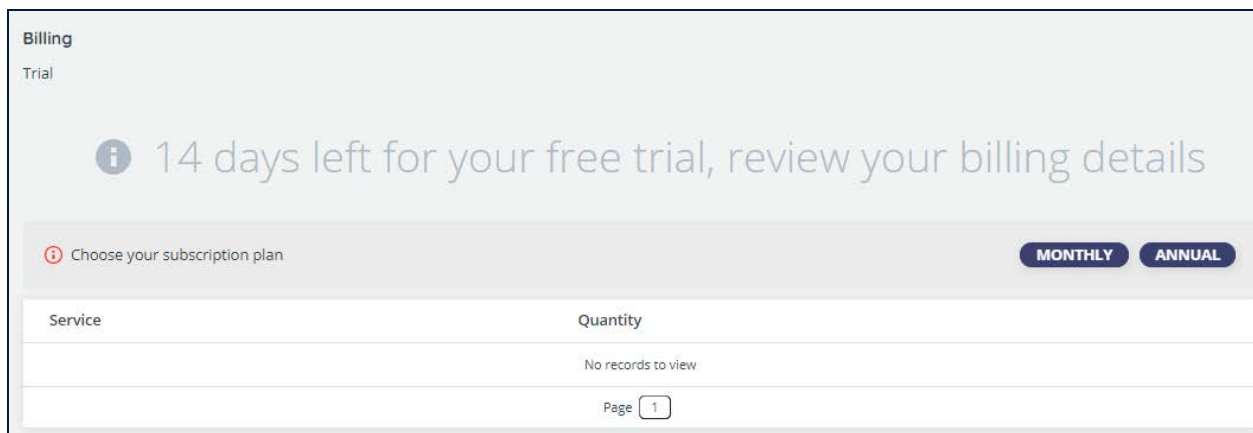 Billing
Trial
14 days left for your free trial, review your billing details
Choose your subscription plan MONTHLY ANNUAL
Service Quantity
No records to view
Page 1